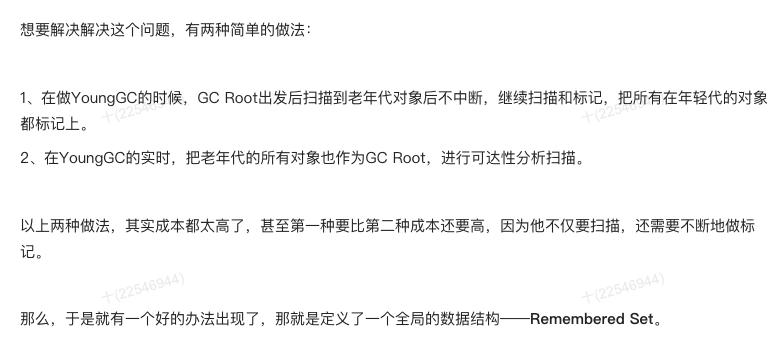 想要解决解决这个问题，有两种简单的做法：
1、在做YoungGC的时候，GC Root出发后扫描到老年代对象后不中断，继续扫描和标记，把所有在年轻代的对象
都标记上。
十(22546944)
2、在YoungGC的实时，把老年代的所有对象也作为GC Root，进行可达性分析扫描。
以上两种做法，其实成本都太高了，甚至第一种要比第二种成本还要高，因为他不仅要扫描，还需要不断地做标
记。
十(22546944)
十(22546944)
那么，于是就有一个好的办法出现了，那就是定义了一个全局的数据结构——Remembered Set。